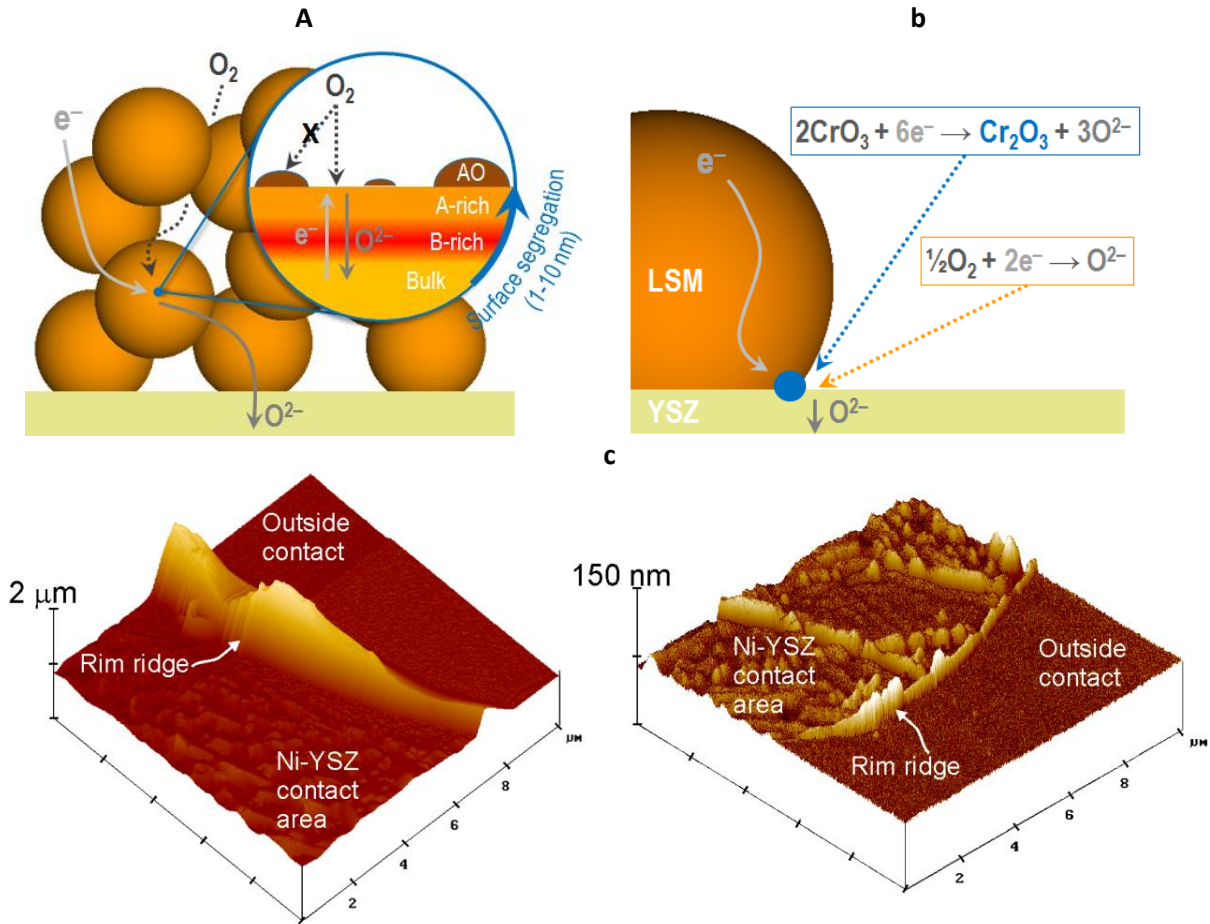 A
b
O₂
e⁻
O₂
X
AO
A-rich
B-rich
Bulk
e⁻
O²⁻
Surface segregation
(1-10 nm)
O²⁻
2CrO₃ + 6e⁻ → Cr₂O₃ + 3O²⁻
e⁻
LSM
½O₂ + 2e⁻ → O²⁻
YSZ
O²⁻
c
Outside
contact
2 μm
Rim ridge
Ni-YSZ
contact
area
2
4
6
8
μM
150 nm
Ni-YSZ
contact
area
Outside
contact
Rim ridge
2
4
6
8
μM